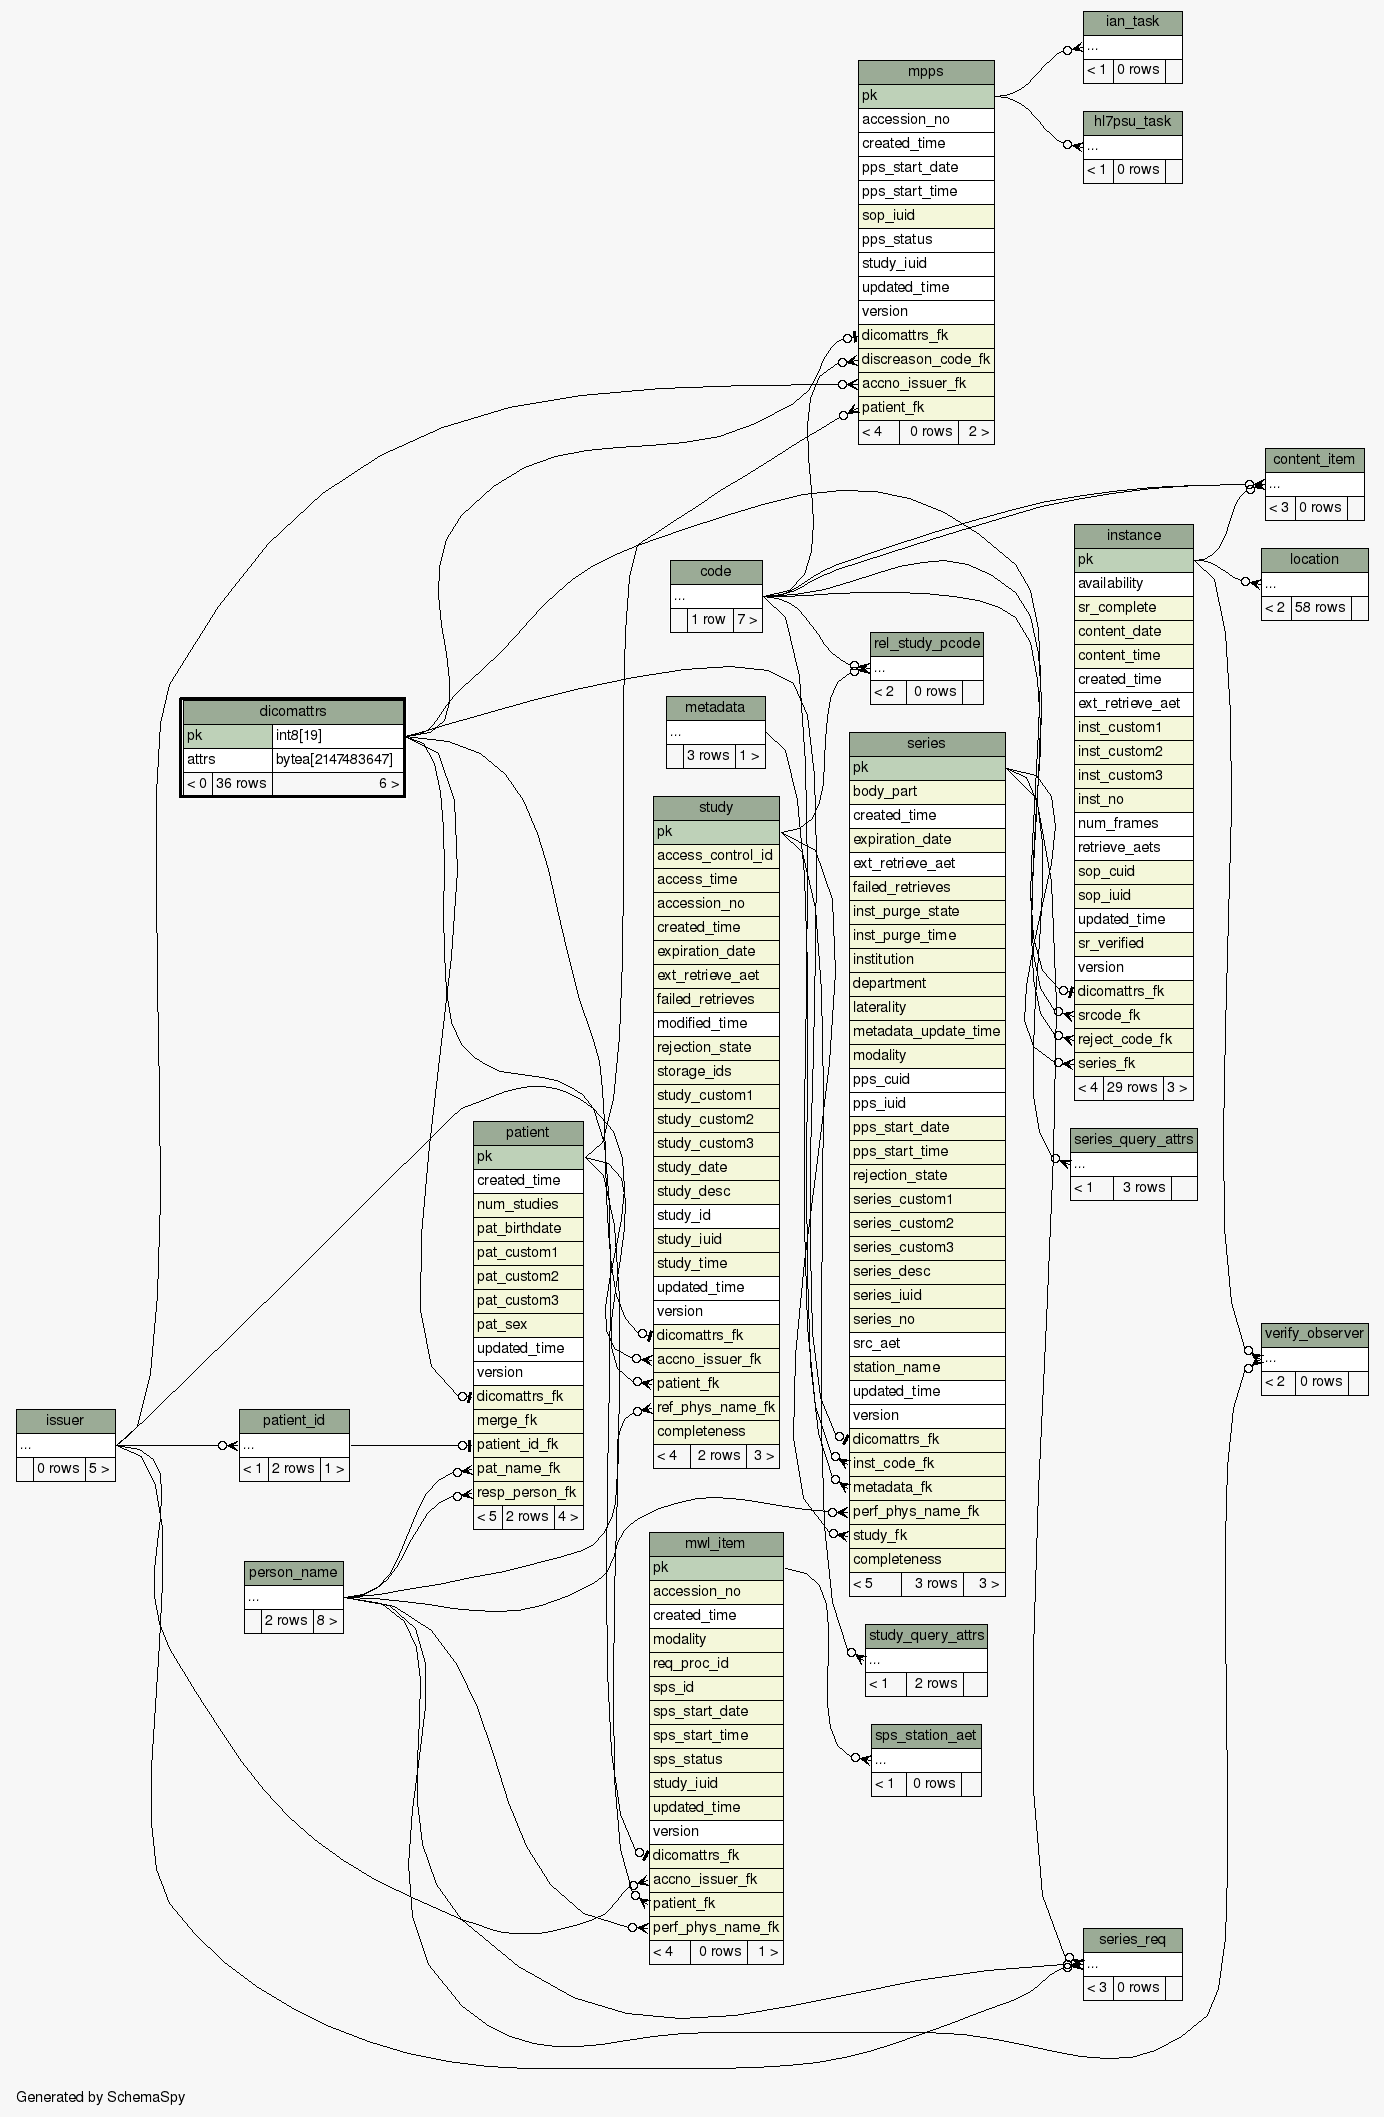 ian_task
...
< 1 0 rows
mpps
pk
accession_no
created_time
pps_start_date
pps_start_time
sop_iuid
pps_status
study_iuid
updated_time
version
dicomattrs_fk
discreason_code_fk
accno_issuer_fk
patient_fk
< 4 0 rows 2 >
hl7psu_task
...
< 1 0 rows
content_item
...
< 3 0 rows
instance
pk
availability
sr_complete
content_date
content_time
created_time
ext_retrieve_aet
inst_custom1
inst_custom2
inst_custom3
inst_no
num_frames
retrieve_aets
sop_cuid
sop_iuid
updated_time
sr_verified
version
dicomattrs_fk
srcode_fk
reject_code_fk
series_fk
< 4 29 rows 3 >
location
...
< 2 58 rows
code
...
1 row 7 >
rel_study_pcode
...
< 2 0 rows
dicomattrs
pk int8[19]
attrs bytea[2147483647]
< 0 36 rows 6 >
metadata
...
3 rows 1 >
series
pk
body_part
created_time
expiration_date
ext_retrieve_aet
failed_retrieves
inst_purge_state
inst_purge_time
institution
department
laterality
metadata_update_time
modality
pps_cuid
pps_iuid
pps_start_date
pps_start_time
rejection_state
series_custom1
series_custom2
series_custom3
series_desc
series_iuid
series_no
src_aet
station_name
updated_time
version
dicomattrs_fk
inst_code_fk
metadata_fk
perf_phys_name_fk
study_fk
completeness
< 5 3 rows 3 >
study
pk
access_control_id
access_time
accession_no
created_time
expiration_date
ext_retrieve_aet
failed_retrieves
modified_time
rejection_state
storage_ids
study_custom1
study_custom2
study_custom3
study_date
study_desc
study_id
study_iuid
study_time
updated_time
version
dicomattrs_fk
accno_issuer_fk
patient_fk
ref_phys_name_fk
completeness
< 4 2 rows 3 >
patient
pk
created_time
num_studies
pat_birthdate
pat_custom1
pat_custom2
pat_custom3
pat_sex
updated_time
version
dicomattrs_fk
merge_fk
patient_id_fk
pat_name_fk
resp_person_fk
< 5 2 rows 4 >
series_query_attrs
...
< 1 3 rows
verify_observer
...
< 2 0 rows
issuer
...
0 rows 5 >
patient_id
...
< 1 2 rows 1 >
person_name
...
2 rows 8 >
mwl_item
pk
accession_no
created_time
modality
req_proc_id
sps_id
sps_start_date
sps_start_time
sps_status
study_iuid
updated_time
version
dicomattrs_fk
accno_issuer_fk
patient_fk
perf_phys_name_fk
< 4 0 rows 1 >
study_query_attrs
...
< 1 2 rows
sps_station_aet
...
< 1 0 rows
series_req
...
< 3 0 rows
Generated by SchemaSpy